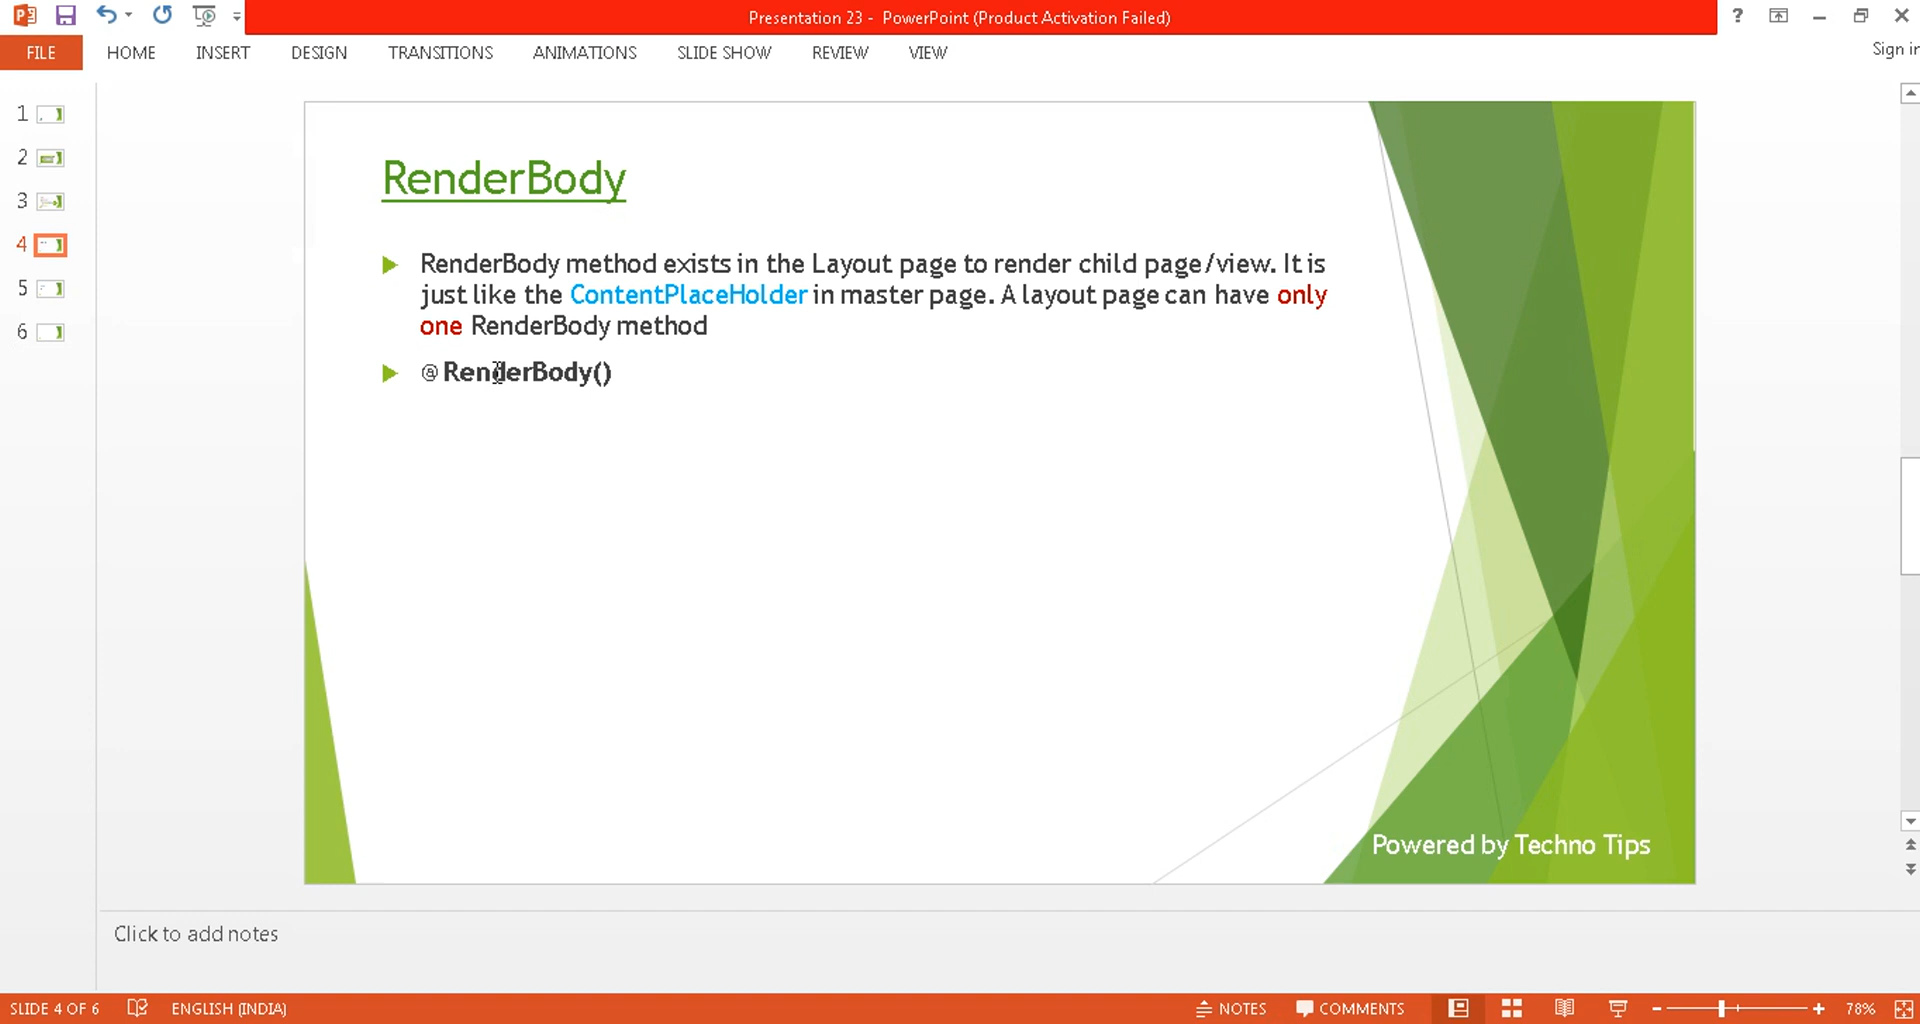 Presentation 23 - PowerPoint (Product Activation Failed)
?
FILE HOME INSERT DESIGN TRANSITIONS ANIMATIONS SLIDE SHOW REVIEW VIEW
Sign in
1
2
3
4
5
6
RenderBody
RenderBody method exists in the Layout page to render child page/view. It is
just like the ContentPlaceHolder in master page. A layout page can have only
one RenderBody method
@RenderBody()
Powered by Techno Tips
Click to add notes
SLIDE 4 OF 6 ENGLISH (INDIA) NOTES COMMENTS 78%